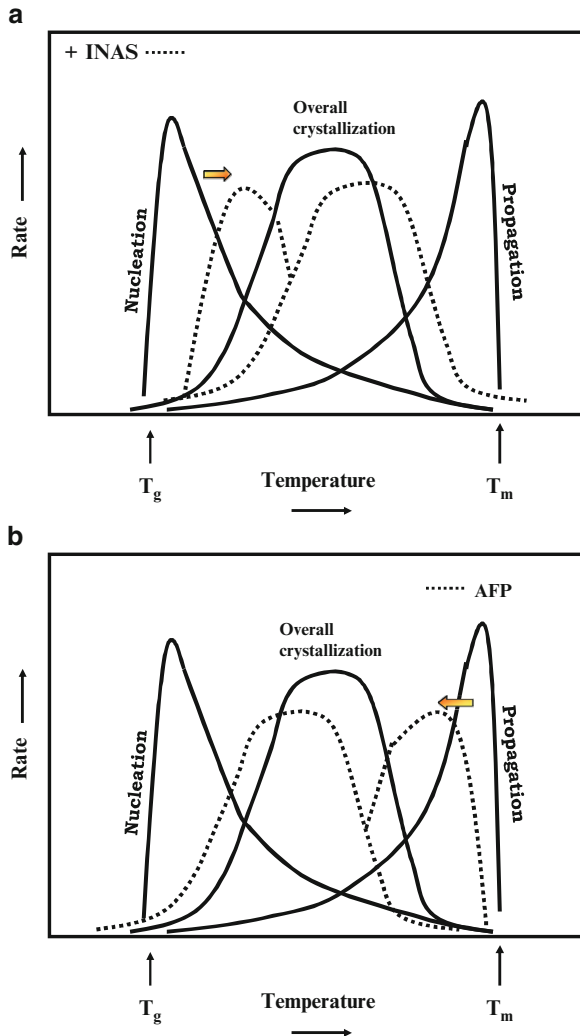 a
+ INAS
Overall
crystallization
Nucleation
Propagation
Rate
Tg
Temperature
Tm
b
AFP
Overall
crystallization
Nucleation
Propagation
Rate
Tg
Temperature
Tm